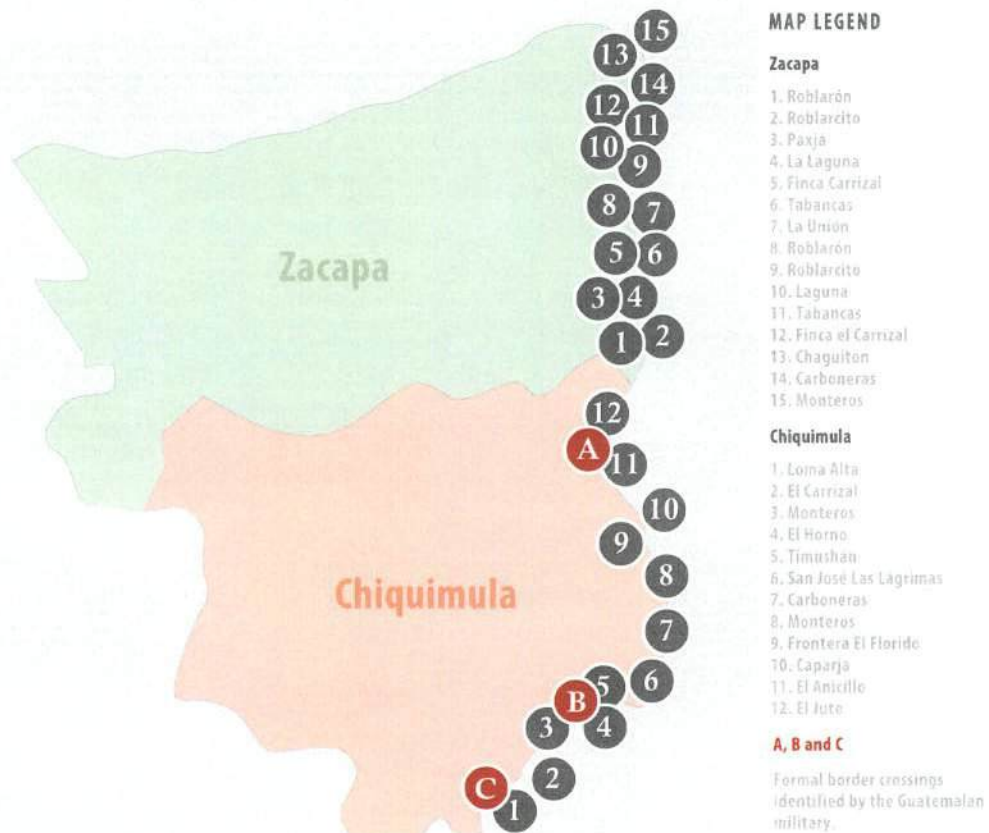 15
13
14
12
11
10
9
8
7
5
6
3
4
1
2
Zacapa
12
A
11
10
9
8
Chiquimula
7
5
6
B
3
4
C
2
1
MAP LEGEND
Zacapa
1. Roblarón
2. Roblarcito
3. Paxja
4. La Laguna
5. Finca Carrizal
6. Tabancas
7. La Unión
8. Roblarón
9. Roblarcito
10. Laguna
11. Tabancas
12. Finca el Carrizal
13. Chaguiton
14. Carboneras
15. Monteros
Chiquimula
1. Loma Alta
2. El Carrizal
3. Monteros
4. El Horno
5. Timushan
6. San José Las Lágrimas
7. Carboneras
8. Monteros
9. Frontera El Florido
10. Caparja
11. El Anicillo
12. El Jute
A, B and C
Formal border crossings
identified by the Guatemalan
military.